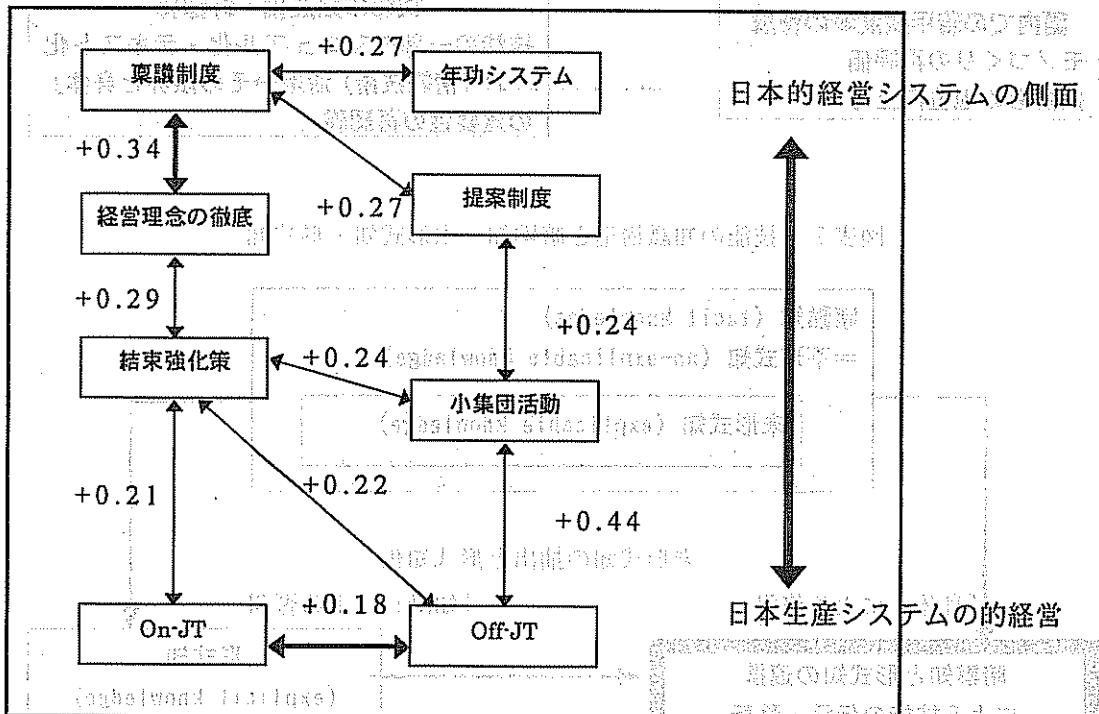 稟議制度
+0.27
年功システム
日本的経営システムの側面
+0.34
+0.27
提案制度
経営理念の徹底
+0.29
+0.24
結束強化策
+0.24
小集団活動
+0.21
+0.22
+0.44
+0.18
On-JT
Off-JT
日本生産システムの的経営